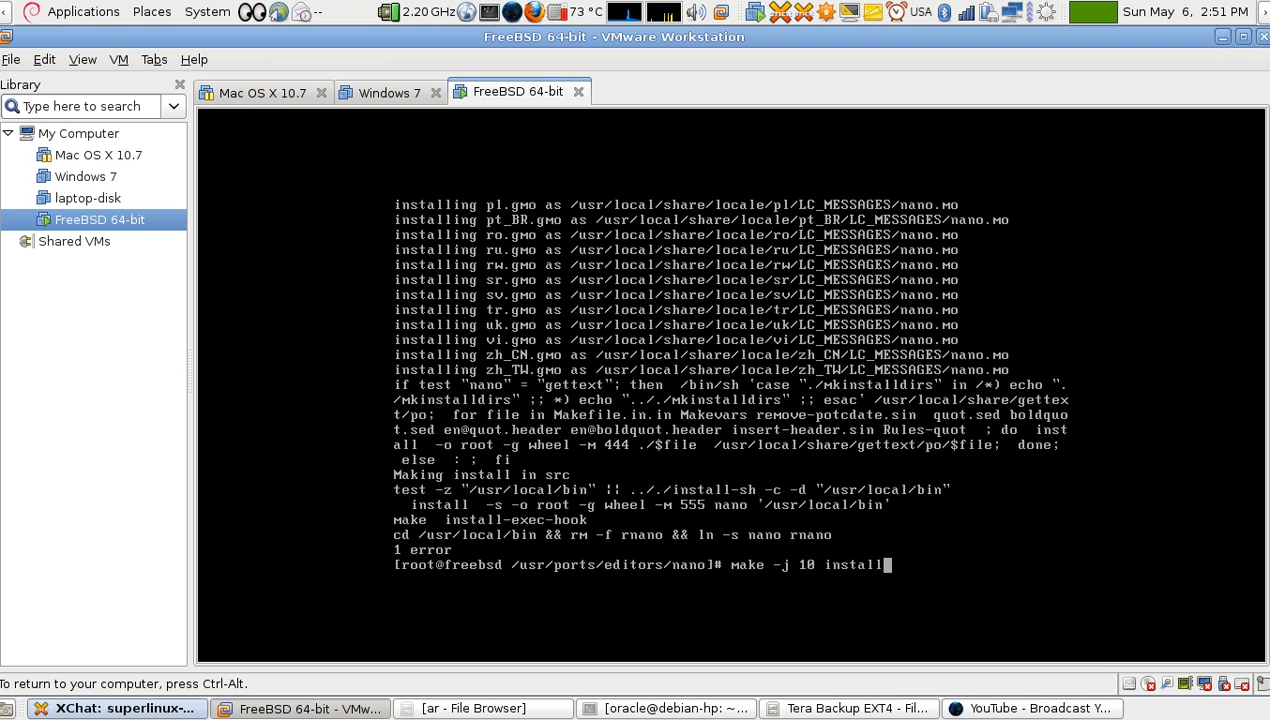 Applications Places System 2.20 GHz 73 °C USA Sun May 6, 2:51 PM
FreeBSD 64-bit - VMware Workstation
File Edit View VM Tabs Help
Library
Mac OS X 10.7 Windows 7 FreeBSD 64-bit
Type here to search
My Computer
Mac OS X 10.7
Windows 7
laptop-disk
FreeBSD 64-bit
Shared VMs
installing pl.gmo as /usr/local/share/locale/pl/LC_MESSAGES/nano.mo
installing pt_BR.gmo as /usr/local/share/locale/pt_BR/LC_MESSAGES/nano.mo
installing ro.gmo as /usr/local/share/locale/ro/LC_MESSAGES/nano.mo
installing ru.gmo as /usr/local/share/locale/ru/LC_MESSAGES/nano.mo
installing rw.gmo as /usr/local/share/locale/rw/LC_MESSAGES/nano.mo
installing sr.gmo as /usr/local/share/locale/sr/LC_MESSAGES/nano.mo
installing sv.gmo as /usr/local/share/locale/sv/LC_MESSAGES/nano.mo
installing tr.gmo as /usr/local/share/locale/tr/LC_MESSAGES/nano.mo
installing uk.gmo as /usr/local/share/locale/uk/LC_MESSAGES/nano.mo
installing vi.gmo as /usr/local/share/locale/vi/LC_MESSAGES/nano.mo
installing zh_CN.gmo as /usr/local/share/locale/zh_CN/LC_MESSAGES/nano.mo
installing zh_TW.gmo as /usr/local/share/locale/zh_TW/LC_MESSAGES/nano.mo
if test "nano" = "gettext"; then  /bin/sh 'case "./mkinstalldirs" in /*) echo ".
/mkinstalldirs" ;; *) echo ".././mkinstalldirs" ;; esac' /usr/local/share/gettex
t/po;  for file in Makefile.in.in Makevars remove-potcdate.sin  quot.sed boldquo
t.sed en@quot.header en@boldquot.header insert-header.sin Rules-quot  ; do  inst
all  -o root -g wheel -m 444 ./$file  /usr/local/share/gettext/po/$file;  done;
else  : ;  fi
Making install in src
test -z "/usr/local/bin" || .././install-sh -c -d "/usr/local/bin"
install  -s -o root -g wheel -m 555 nano '/usr/local/bin'
make  install-exec-hook
cd /usr/local/bin && rm -f rnano && ln -s nano rnano
1 error
[root@freebsd /usr/ports/editors/nano]# make -j 10 install
To return to your computer, press Ctrl-Alt.
XChat: superlinux-... FreeBSD 64-bit - VMw... [ar - File Browser] [oracle@debian-hp: ~... Tera Backup EXT4 - Fil... YouTube - Broadcast Y...